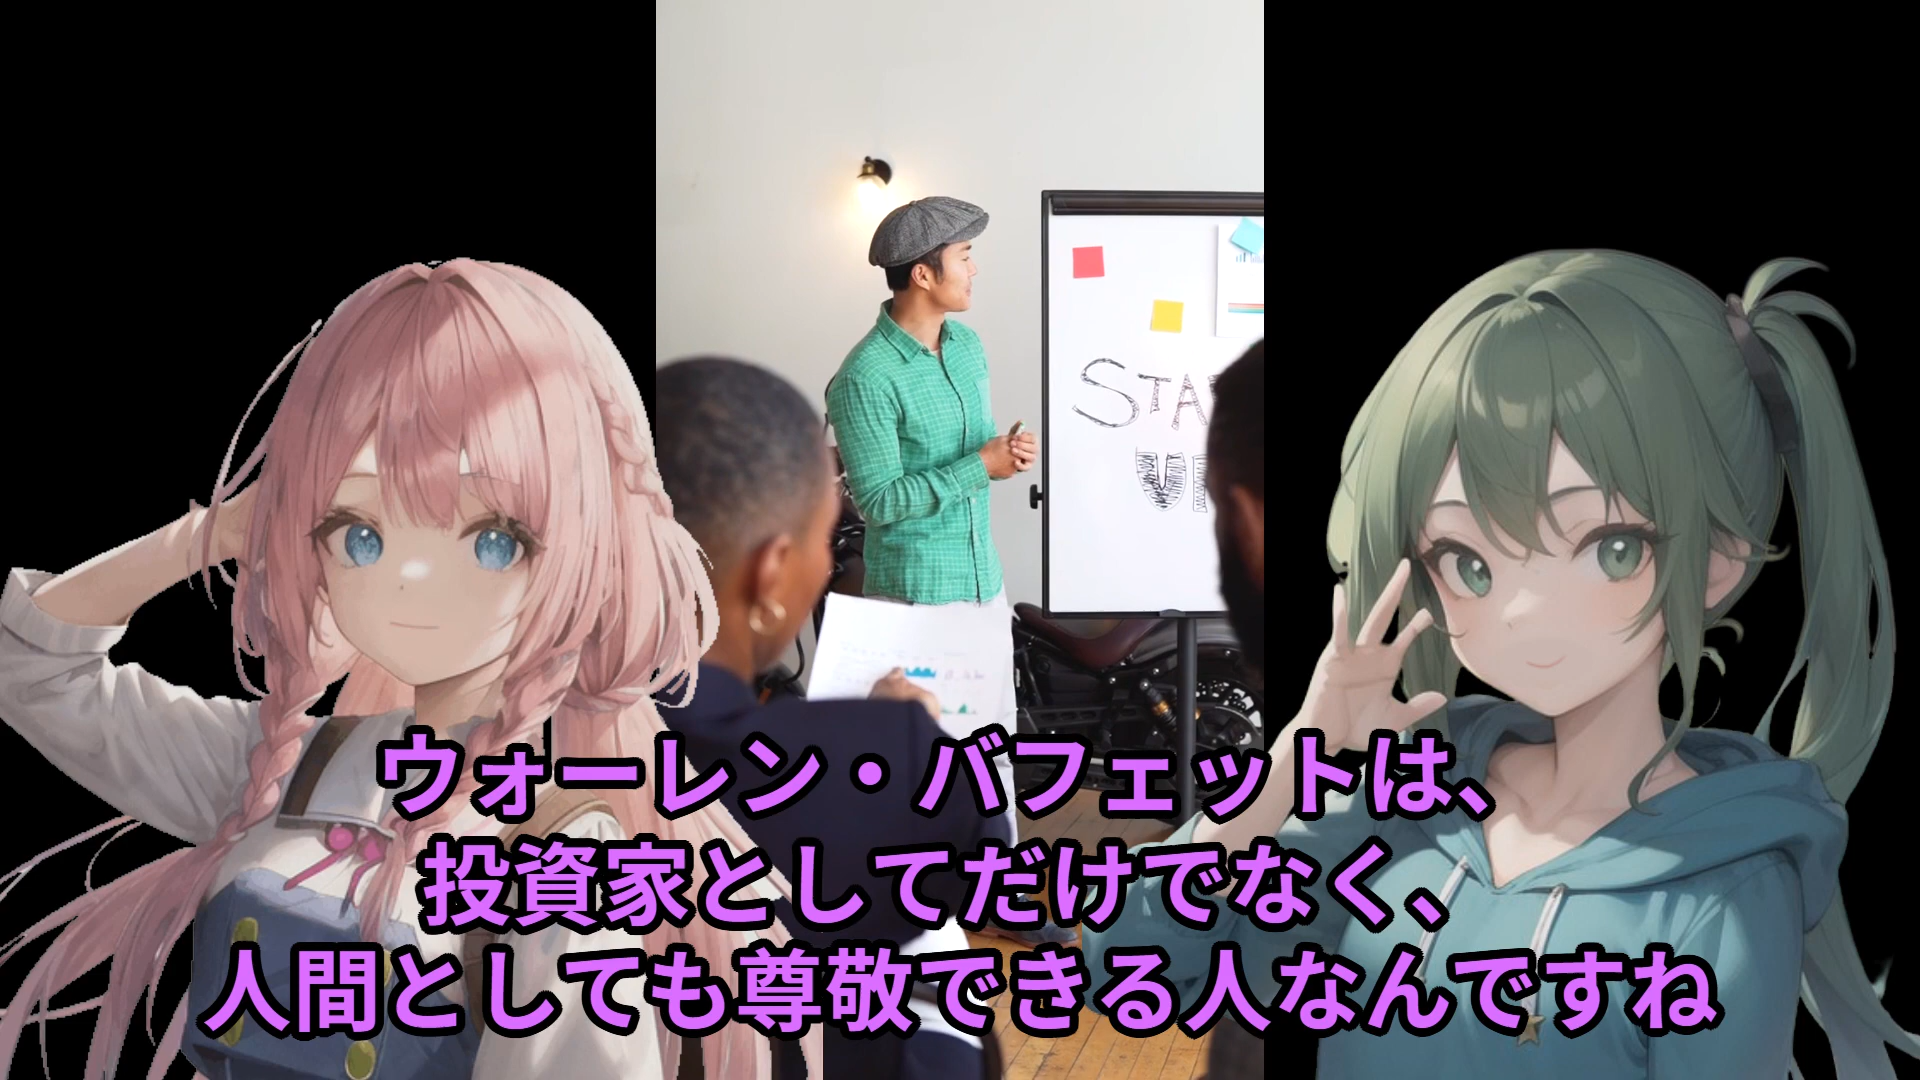 STA
UP
ウォーレン・バフェットは、
投資家としてだけでなく、
人間としても尊敬できる人なんですね